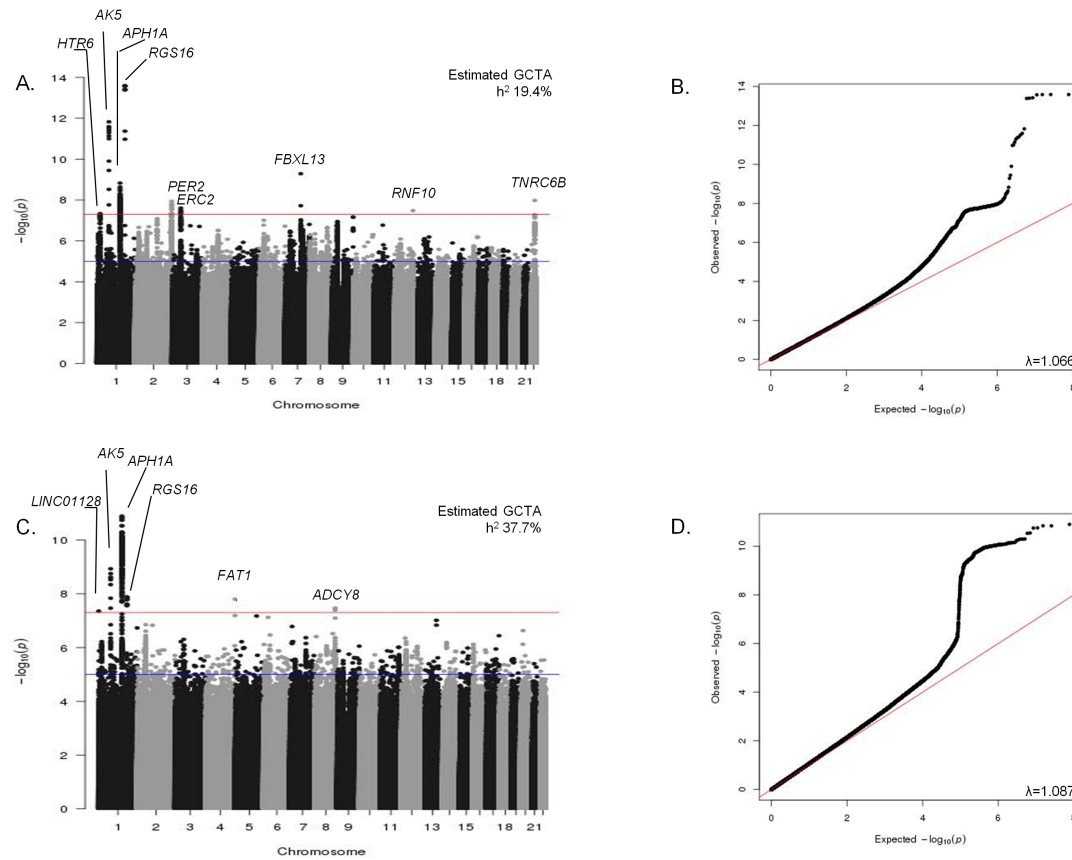 AK5
HTR6
APH1A
RGS16
A.
Estimated GCTA
h² 19.4%
14
12
10
8
6
4
2
0
−log₁₀(p)
PER2
ERC2
FBXL13
RNF10
TNRC6B
1 2 3 4 5 6 7 8 9 11 13 15 18 21
Chromosome
B.
14
12
10
8
6
4
2
0
Observed −log₁₀(p)
λ=1.066
0 2 4 6 8
Expected −log₁₀(p)
AK5
APH1A
LINC01128
RGS16
C.
Estimated GCTA
h² 37.7%
10
8
6
4
2
0
−log₁₀(p)
FAT1
ADCY8
1 2 3 4 5 6 7 8 9 11 13 15 18 21
Chromosome
D.
10
8
6
4
2
0
Observed −log₁₀(p)
λ=1.087
0 2 4 6 8
Expected −log₁₀(p)